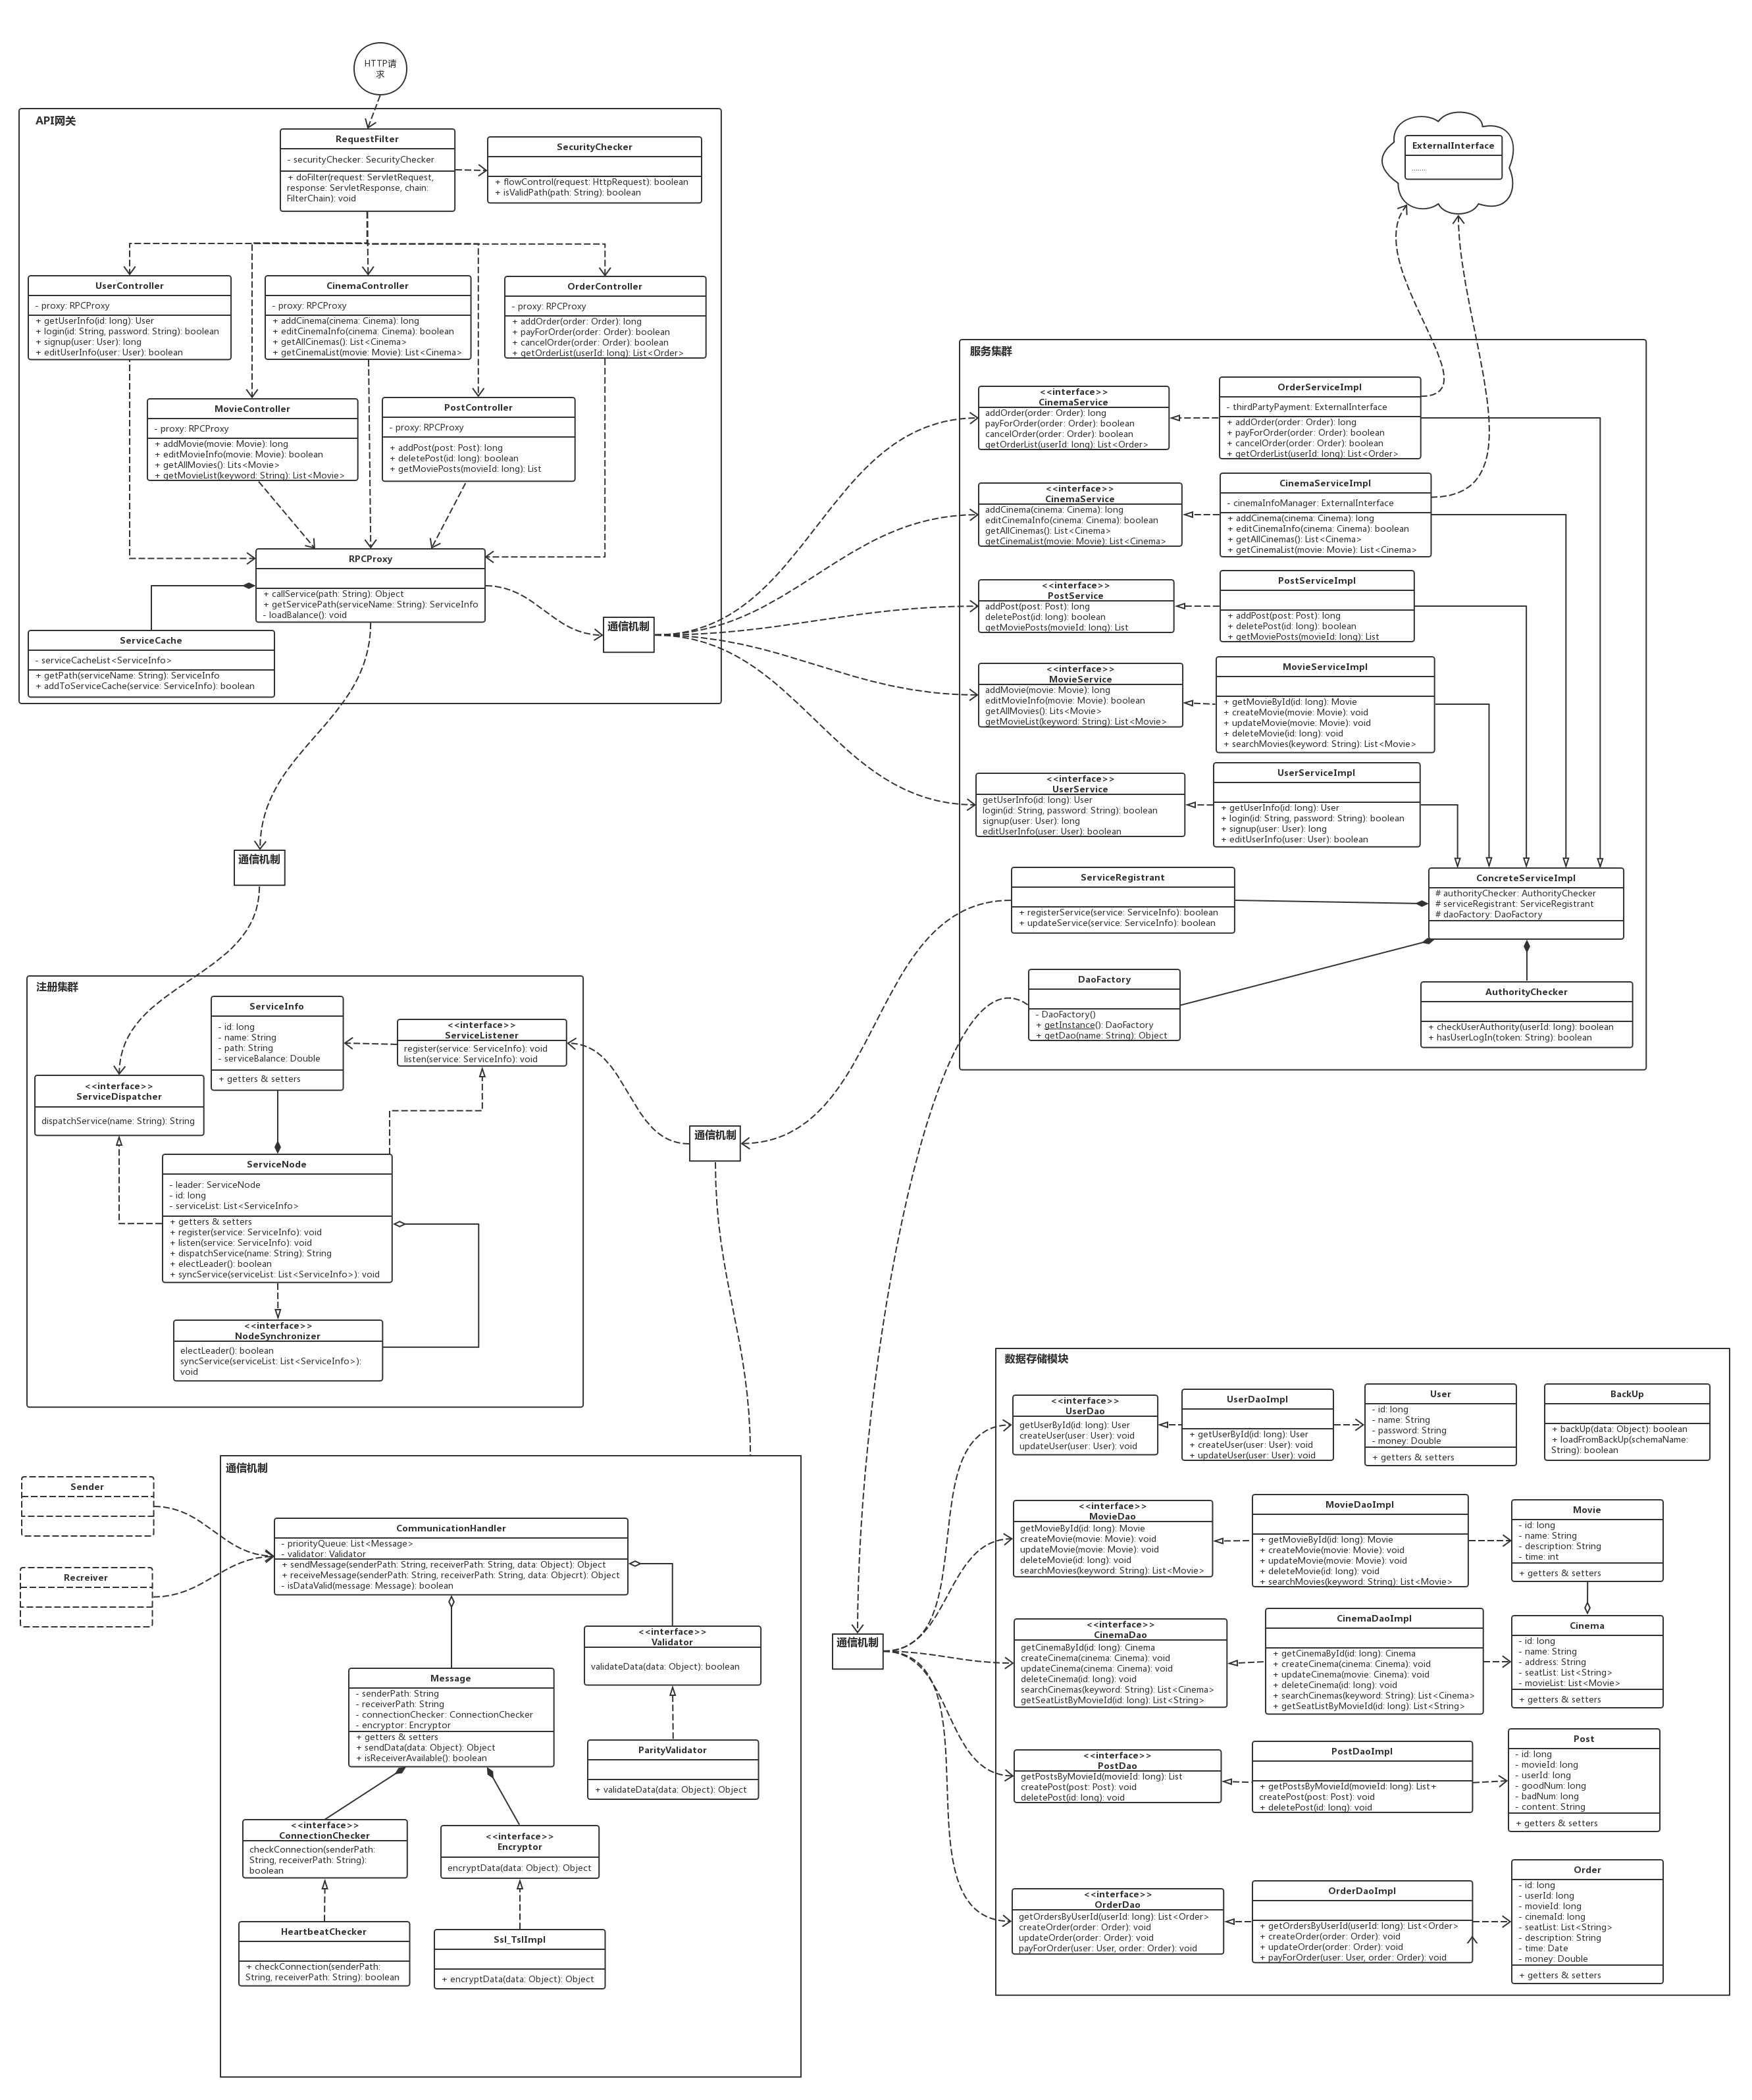 HTTP请
求
API网关
RequestFilter
- securityChecker: SecurityChecker
+ doFilter(request: ServletRequest,
response: ServletResponse, chain:
FilterChain): void
SecurityChecker
+ flowControl(request: HttpRequest): boolean
+ isValidPath(path: String): boolean
UserController
- proxy: RPCProxy
+ getUserInfo(id: long): User
+ login(id: String, password: String): boolean
+ signup(user: User): long
+ editUserInfo(user: User): boolean
CinemaController
- proxy: RPCProxy
+ addCinema(cinema: Cinema): long
+ editCinemaInfo(cinema: Cinema): boolean
+ getAllCinemas(): List<Cinema>
+ getCinemaList(movie: Movie): List<Cinema>
OrderController
- proxy: RPCProxy
+ addOrder(order: Order): long
+ payForOrder(order: Order): boolean
+ cancelOrder(order: Order): boolean
+ getOrderList(userId: long): List<Order>
MovieController
- proxy: RPCProxy
+ addMovie(movie: Movie): long
+ editMovieInfo(movie: Movie): boolean
+ getAllMovies(): Lits<Movie>
+ getMovieList(keyword: String): List<Movie>
PostController
- proxy: RPCProxy
+ addPost(post: Post): long
+ deletePost(id: long): boolean
+ getMoviePosts(movieId: long): List
RPCProxy
+ callService(path: String): Object
+ getServicePath(serviceName: String): ServiceInfo
- loadBalance(): void
ServiceCache
- serviceCacheList<ServiceInfo>
+ getPath(serviceName: String): ServiceInfo
+ addToServiceCache(service: ServiceInfo): boolean
通信机制
通信机制
ExternalInterface
.......
服务集群
<<interface>>
CinemaService
addOrder(order: Order): long
payForOrder(order: Order): boolean
cancelOrder(order: Order): boolean
getOrderList(userId: long): List<Order>
OrderServiceImpl
- thirdPartyPayment: ExternalInterface
+ addOrder(order: Order): long
+ payForOrder(order: Order): boolean
+ cancelOrder(order: Order): boolean
+ getOrderList(userId: long): List<Order>
<<interface>>
CinemaService
addCinema(cinema: Cinema): long
editCinemaInfo(cinema: Cinema): boolean
getAllCinemas(): List<Cinema>
getCinemaList(movie: Movie): List<Cinema>
CinemaServiceImpl
- cinemaInfoManager: ExternalInterface
+ addCinema(cinema: Cinema): long
+ editCinemaInfo(cinema: Cinema): boolean
+ getAllCinemas(): List<Cinema>
+ getCinemaList(movie: Movie): List<Cinema>
<<interface>>
PostService
addPost(post: Post): long
deletePost(id: long): boolean
getMoviePosts(movieId: long): List
PostServiceImpl
+ addPost(post: Post): long
+ deletePost(id: long): boolean
+ getMoviePosts(movieId: long): List
<<interface>>
MovieService
addMovie(movie: Movie): long
editMovieInfo(movie: Movie): boolean
getAllMovies(): Lits<Movie>
getMovieList(keyword: String): List<Movie>
MovieServiceImpl
+ getMovieById(id: long): Movie
+ createMovie(movie: Movie): void
+ updateMovie(movie: Movie): void
+ deleteMovie(id: long): void
+ searchMovies(keyword: String): List<Movie>
<<interface>>
UserService
getUserInfo(id: long): User
login(id: String, password: String): boolean
signup(user: User): long
editUserInfo(user: User): boolean
UserServiceImpl
+ getUserInfo(id: long): User
+ login(id: String, password: String): boolean
+ signup(user: User): long
+ editUserInfo(user: User): boolean
ServiceRegistrant
+ registerService(service: ServiceInfo): boolean
+ updateService(service: ServiceInfo): boolean
ConcreteServiceImpl
# authorityChecker: AuthorityChecker
# serviceRegistrant: ServiceRegistrant
# daoFactory: DaoFactory
DaoFactory
- DaoFactory()
+ getInstance(): DaoFactory
+ getDao(name: String): Object
AuthorityChecker
+ checkUserAuthority(userId: long): boolean
+ hasUserLogIn(token: String): boolean
注册集群
ServiceInfo
- id: long
- name: String
- path: String
- serviceBalance: Double
+ getters & setters
<<interface>>
ServiceListener
register(service: ServiceInfo): void
listen(service: ServiceInfo): void
<<interface>>
ServiceDispatcher
dispatchService(name: String): String
ServiceNode
- leader: ServiceNode
- id: long
- serviceList: List<ServiceInfo>
+ getters & setters
+ register(service: ServiceInfo): void
+ listen(service: ServiceInfo): void
+ dispatchService(name: String): String
+ electLeader(): boolean
+ syncService(serviceList: List<ServiceInfo>): void
<<interface>>
NodeSynchronizer
electLeader(): boolean
syncService(serviceList: List<ServiceInfo>):
void
通信机制
通信机制
Sender
Recreiver
通信机制
CommunicationHandler
- priorityQueue: List<Message>
- validator: Validator
+ sendMessage(senderPath: String, receiverPath: String, data: Object): Object
+ receiveMessage(senderPath: String, receiverPath: String, data: Objecrt): Object
- isDataValid(message: Message): boolean
<<interface>>
Validator
validateData(data: Object): boolean
Message
- senderPath: String
- receiverPath: String
- connectionChecker: ConnectionChecker
- encryptor: Encryptor
+ getters & setters
+ sendData(data: Object): Object
+ isReceiverAvailable(): boolean
ParityValidator
+ validateData(data: Object): Object
<<interface>>
ConnectionChecker
checkConnection(senderPath:
String, receiverPath: String):
boolean
<<interface>>
Encryptor
encryptData(data: Object): Object
HeartbeatChecker
+ checkConnection(senderPath:
String, receiverPath: String): boolean
Ssl_TslImpl
+ encryptData(data: Object): Object
数据存储模块
<<interface>>
UserDao
getUserById(id: long): User
createUser(user: User): void
updateUser(user: User): void
UserDaoImpl
+ getUserById(id: long): User
+ createUser(user: User): void
+ updateUser(user: User): void
User
- id: long
- name: String
- password: String
- money: Double
+ getters & setters
BackUp
+ backUp(data: Object): boolean
+ loadFromBackUp(schemaName:
String): boolean
<<interface>>
MovieDao
getMovieById(id: long): Movie
createMovie(movie: Movie): void
updateMovie(movie: Movie): void
deleteMovie(id: long): void
searchMovies(keyword: String): List<Movie>
MovieDaoImpl
+ getMovieById(id: long): Movie
+ createMovie(movie: Movie): void
+ updateMovie(movie: Movie): void
+ deleteMovie(id: long): void
+ searchMovies(keyword: String): List<Movie>
Movie
- id: long
- name: String
- description: String
- time: int
+ getters & setters
<<interface>>
CinemaDao
getCinemaById(id: long): Cinema
createCinema(cinema: Cinema): void
updateCinema(cinema: Cinema): void
deleteCinema(id: long): void
searchCinemas(keyword: String): List<Cinema>
getSeatListByMovieId(id: long): List<String>
CinemaDaoImpl
+ getCinemaById(id: long): Cinema
+ createCinema(cinema: Cinema): void
+ updateCinema(movie: Cinema): void
+ deleteCinema(id: long): void
+ searchCinemas(keyword: String): List<Cinema>
+ getSeatListByMovieId(id: long): List<String>
Cinema
- id: long
- name: String
- address: String
- seatList: List<String>
- movieList: List<Movie>
+ getters & setters
<<interface>>
PostDao
getPostsByMovie(movieId: long): List
createPost(post: Post): void
deletePost(id: long): void
PostDaoImpl
+ getPostsByMovieId(movieId: long): List+
createPost(post: Post): void
+ deletePost(id: long): void
Post
- id: long
- movieId: long
- userId: long
- goodNum: long
- badNum: long
- content: String
+ getters & setters
<<interface>>
OrderDao
getOrdersByUserId(userId: long): List<Order>
createOrder(order: Order): void
updateOrder(order: Order): void
payForOrder(user: User, order: Order): void
OrderDaoImpl
+ getOrdersByUserId(userId: long): List<Order>
+ createOrder(order: Order): void
+ updateOrder(order: Order): void
+ payForOrder(user: User, order: Order): void
Order
- id: long
- userId: long
- movieId: long
- cinemaId: long
- seatList: List<String>
- description: String
- time: Date
- money: Double
+ getters & setters